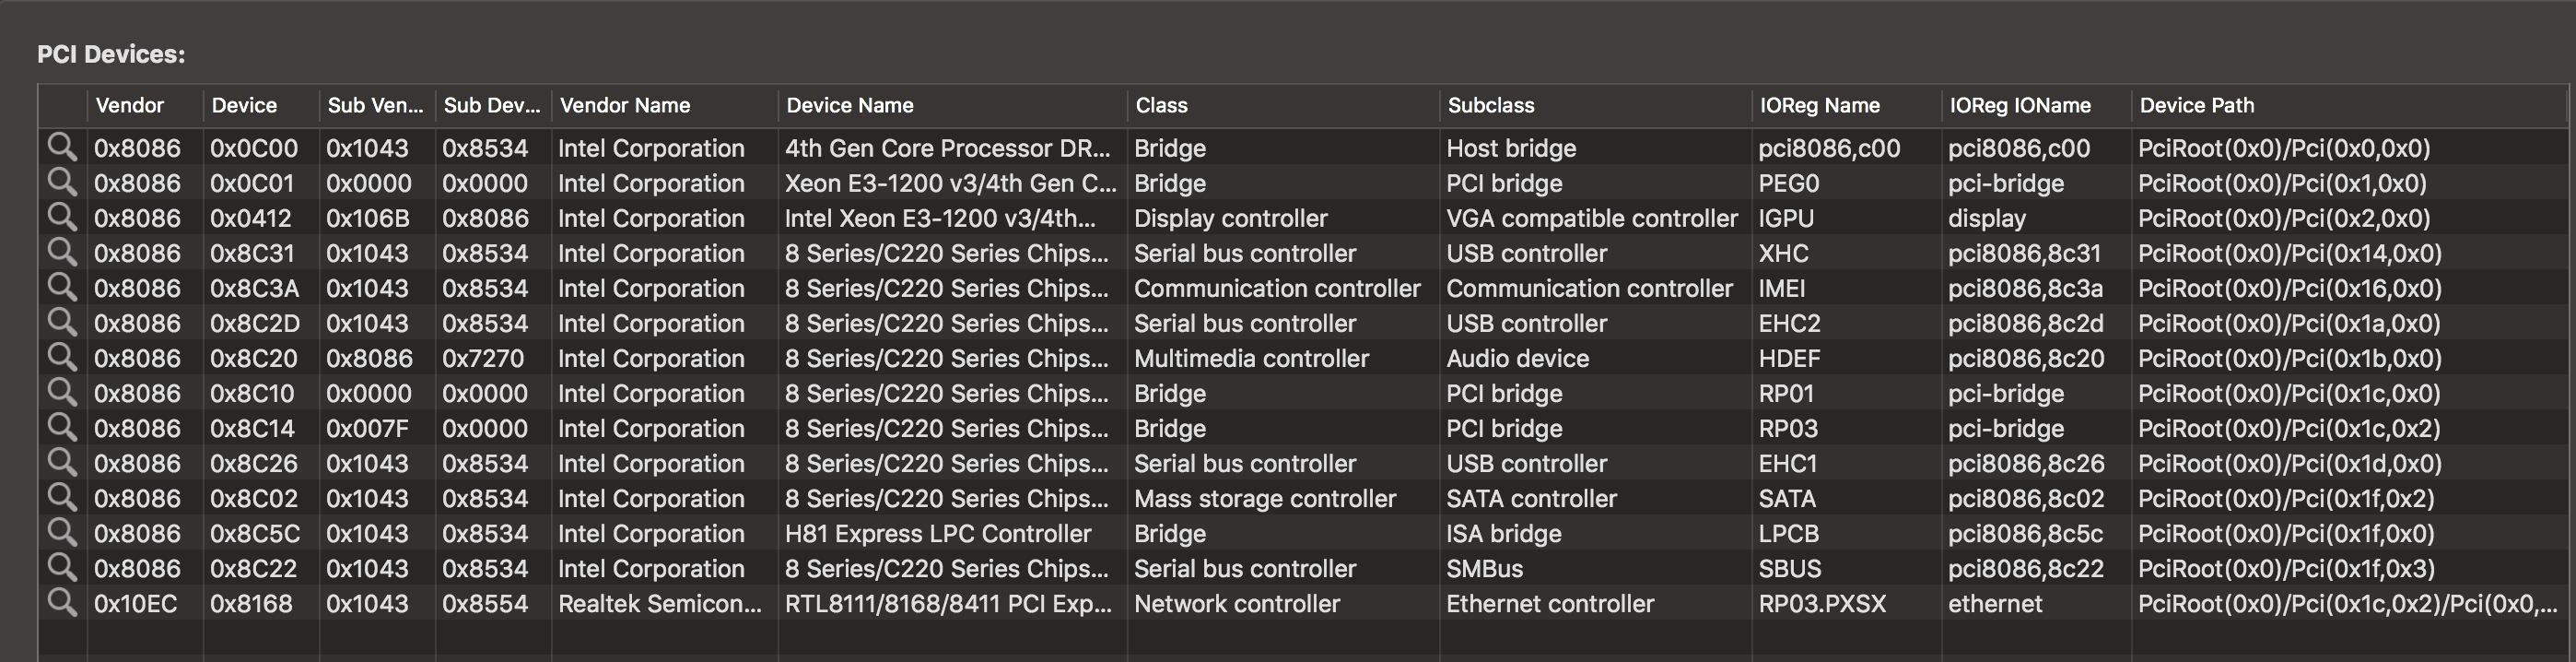 PCI Devices:
Vendor Device Sub Ven... Sub Dev... Vendor Name Device Name Class Subclass IOReg Name IOReg IOName Device Path
0x8086 0x0C00 0x1043 0x8534 Intel Corporation 4th Gen Core Processor DR... Bridge Host bridge pci8086,c00 pci8086,c00 PciRoot(0x0)/Pci(0x0,0x0)
0x8086 0x0C01 0x0000 0x0000 Intel Corporation Xeon E3-1200 v3/4th Gen C... Bridge PCI bridge PEG0 pci-bridge PciRoot(0x0)/Pci(0x1,0x0)
0x8086 0x0412 0x106B 0x8086 Intel Corporation Intel Xeon E3-1200 v3/4th... Display controller VGA compatible controller IGPU display PciRoot(0x0)/Pci(0x2,0x0)
0x8086 0x8C31 0x1043 0x8534 Intel Corporation 8 Series/C220 Series Chips... Serial bus controller USB controller XHC pci8086,8c31 PciRoot(0x0)/Pci(0x14,0x0)
0x8086 0x8C3A 0x1043 0x8534 Intel Corporation 8 Series/C220 Series Chips... Communication controller Communication controller IMEI pci8086,8c3a PciRoot(0x0)/Pci(0x16,0x0)
0x8086 0x8C2D 0x1043 0x8534 Intel Corporation 8 Series/C220 Series Chips... Serial bus controller USB controller EHC2 pci8086,8c2d PciRoot(0x0)/Pci(0x1a,0x0)
0x8086 0x8C20 0x8086 0x7270 Intel Corporation 8 Series/C220 Series Chips... Multimedia controller Audio device HDEF pci8086,8c20 PciRoot(0x0)/Pci(0x1b,0x0)
0x8086 0x8C10 0x0000 0x0000 Intel Corporation 8 Series/C220 Series Chips... Bridge PCI bridge RP01 pci-bridge PciRoot(0x0)/Pci(0x1c,0x0)
0x8086 0x8C14 0x007F 0x0000 Intel Corporation 8 Series/C220 Series Chips... Bridge PCI bridge RP03 pci-bridge PciRoot(0x0)/Pci(0x1c,0x2)
0x8086 0x8C26 0x1043 0x8534 Intel Corporation 8 Series/C220 Series Chips... Serial bus controller USB controller EHC1 pci8086,8c26 PciRoot(0x0)/Pci(0x1d,0x0)
0x8086 0x8C02 0x1043 0x8534 Intel Corporation 8 Series/C220 Series Chips... Mass storage controller SATA controller SATA pci8086,8c02 PciRoot(0x0)/Pci(0x1f,0x2)
0x8086 0x8C5C 0x1043 0x8534 Intel Corporation H81 Express LPC Controller Bridge ISA bridge LPCB pci8086,8c5c PciRoot(0x0)/Pci(0x1f,0x0)
0x8086 0x8C22 0x1043 0x8534 Intel Corporation 8 Series/C220 Series Chips... Serial bus controller SMBus SBUS pci8086,8c22 PciRoot(0x0)/Pci(0x1f,0x3)
0x10EC 0x8168 0x1043 0x8554 Realtek Semicon... RTL8111/8168/8411 PCI Exp... Network controller Ethernet controller RP03.PXSX ethernet PciRoot(0x0)/Pci(0x1c,0x2)/Pci(0x0,...